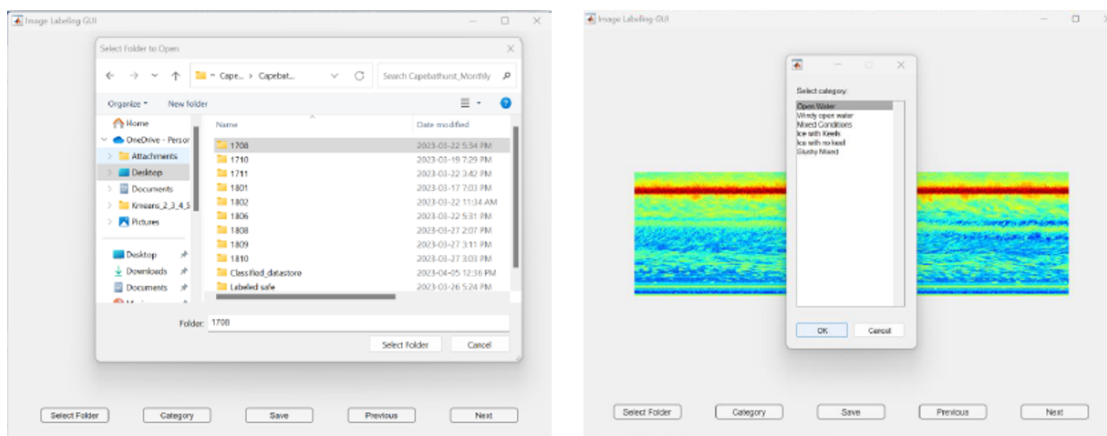 Image Labeling GUI
Select Folder to Open
Cape... › Capebat...
Search Capebathurst_Monthly
Organize
New folder
Home
OneDrive - Persor
Attachments
Desktop
Documents
Kmeans_2_3_4_5
Pictures
Desktop
Downloads
Documents
Name
Date modified
1708 2023-03-22 5:34 PM
1710 2023-03-19 7:29 PM
1711 2023-03-22 3:42 PM
1801 2023-03-17 7:03 PM
1802 2023-03-22 11:34 AM
1806 2023-03-22 5:31 PM
1808 2023-03-27 2:07 PM
1809 2023-03-27 3:11 PM
1810 2023-03-27 3:03 PM
Classified_datastore 2023-04-05 12:36 PM
Labeled safe 2023-03-26 5:24 PM
Folder: 1708
Select Folder
Cancel
Select Folder
Category
Save
Previous
Next
Image Labeling GUI
Select category:
Open Water
Windy open water
Mixed Conditions
Ice with Keels
Ice with no keel
Slushy Mixed
OK
Cancel
Select Folder
Category
Save
Previous
Next